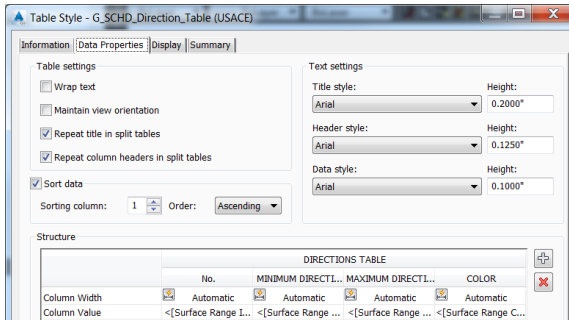 Table Style - G_SCHD_Direction_Table (USACE)
Information Data Properties Display Summary
Table settings
Wrap text
Maintain view orientation
Repeat title in split tables
Repeat column headers in split tables
Sort data
Sorting column: 1 Order: Ascending
Text settings
Title style: Height:
Arial 0.2000"
Header style: Height:
Arial 0.1250"
Data style: Height:
Arial 0.1000"
Structure
DIRECTIONS TABLE
No. MINIMUM DIRECTI... MAXIMUM DIRECTI... COLOR
Column Width Automatic Automatic Automatic Automatic
Column Value <[Surface Range I... <[Surface Range ... <[Surface Range ... <[Surface Range C...